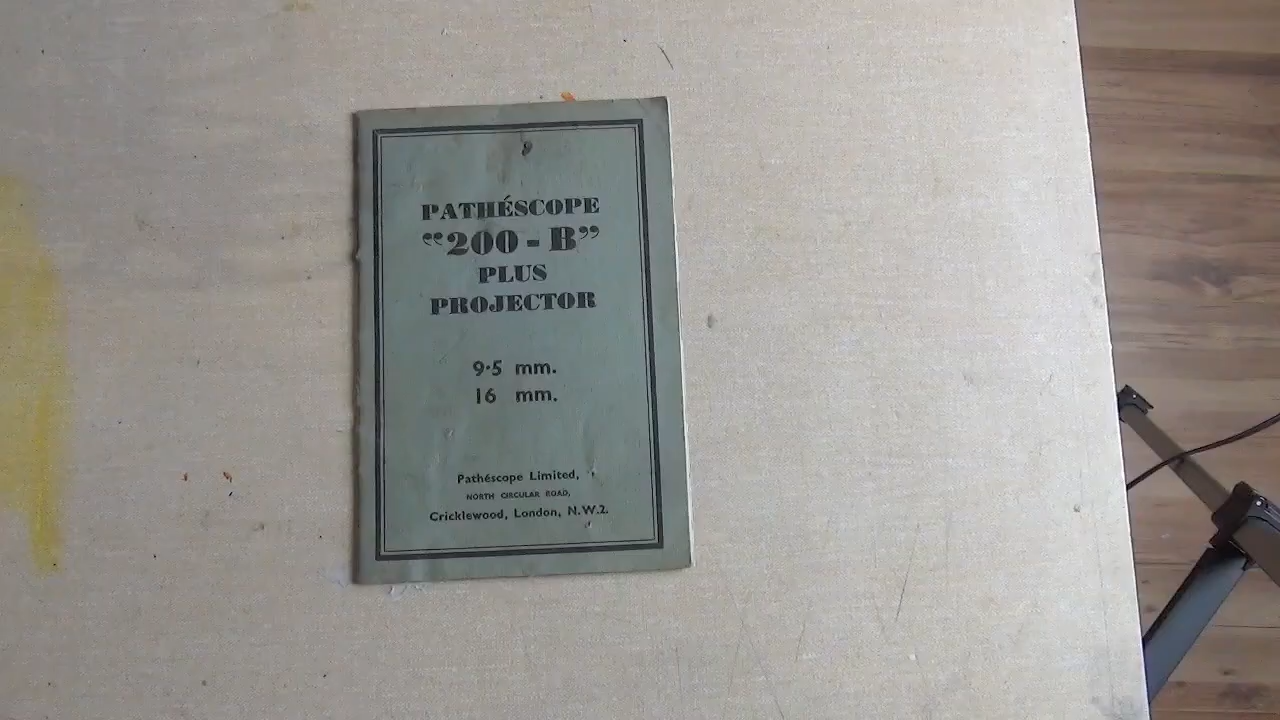 PATHÉSCOPE
“200 - B”
PLUS
PROJECTOR
9·5 mm.
16 mm.
Pathéscope Limited,
NORTH CIRCULAR ROAD,
Cricklewood, London, N.W.2.